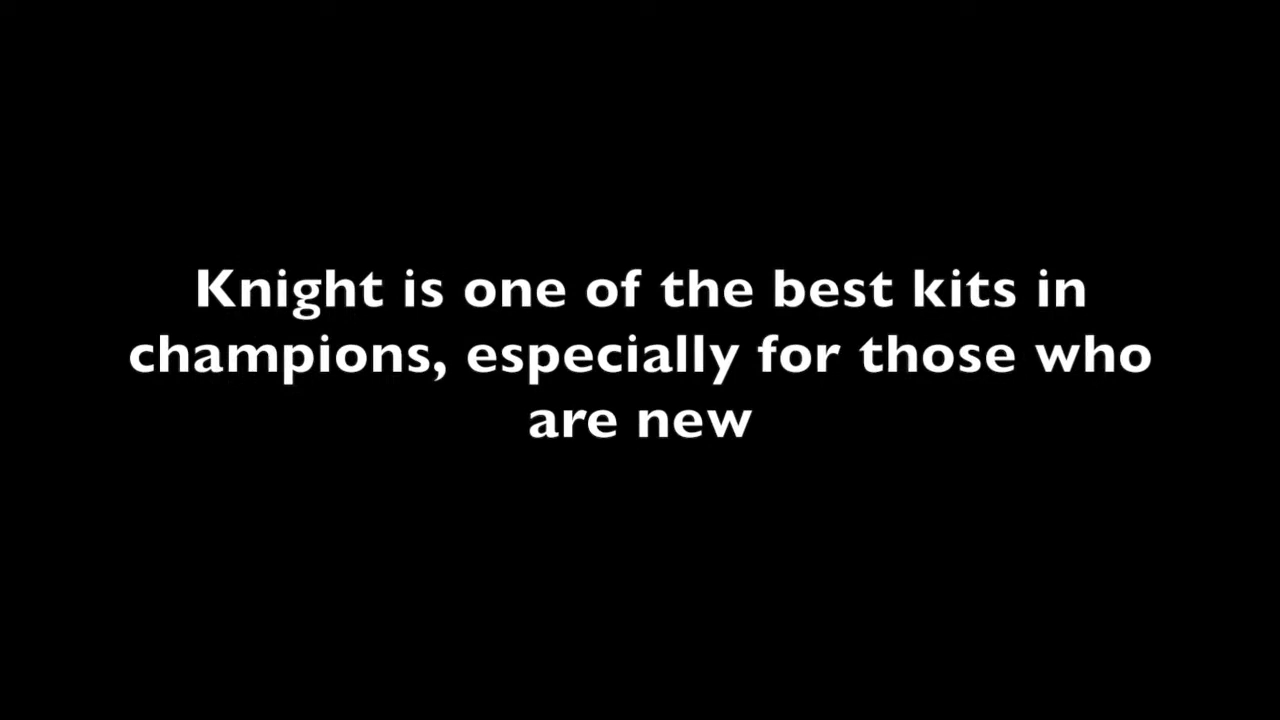 Knight is one of the best kits in
champions, especially for those who
are new